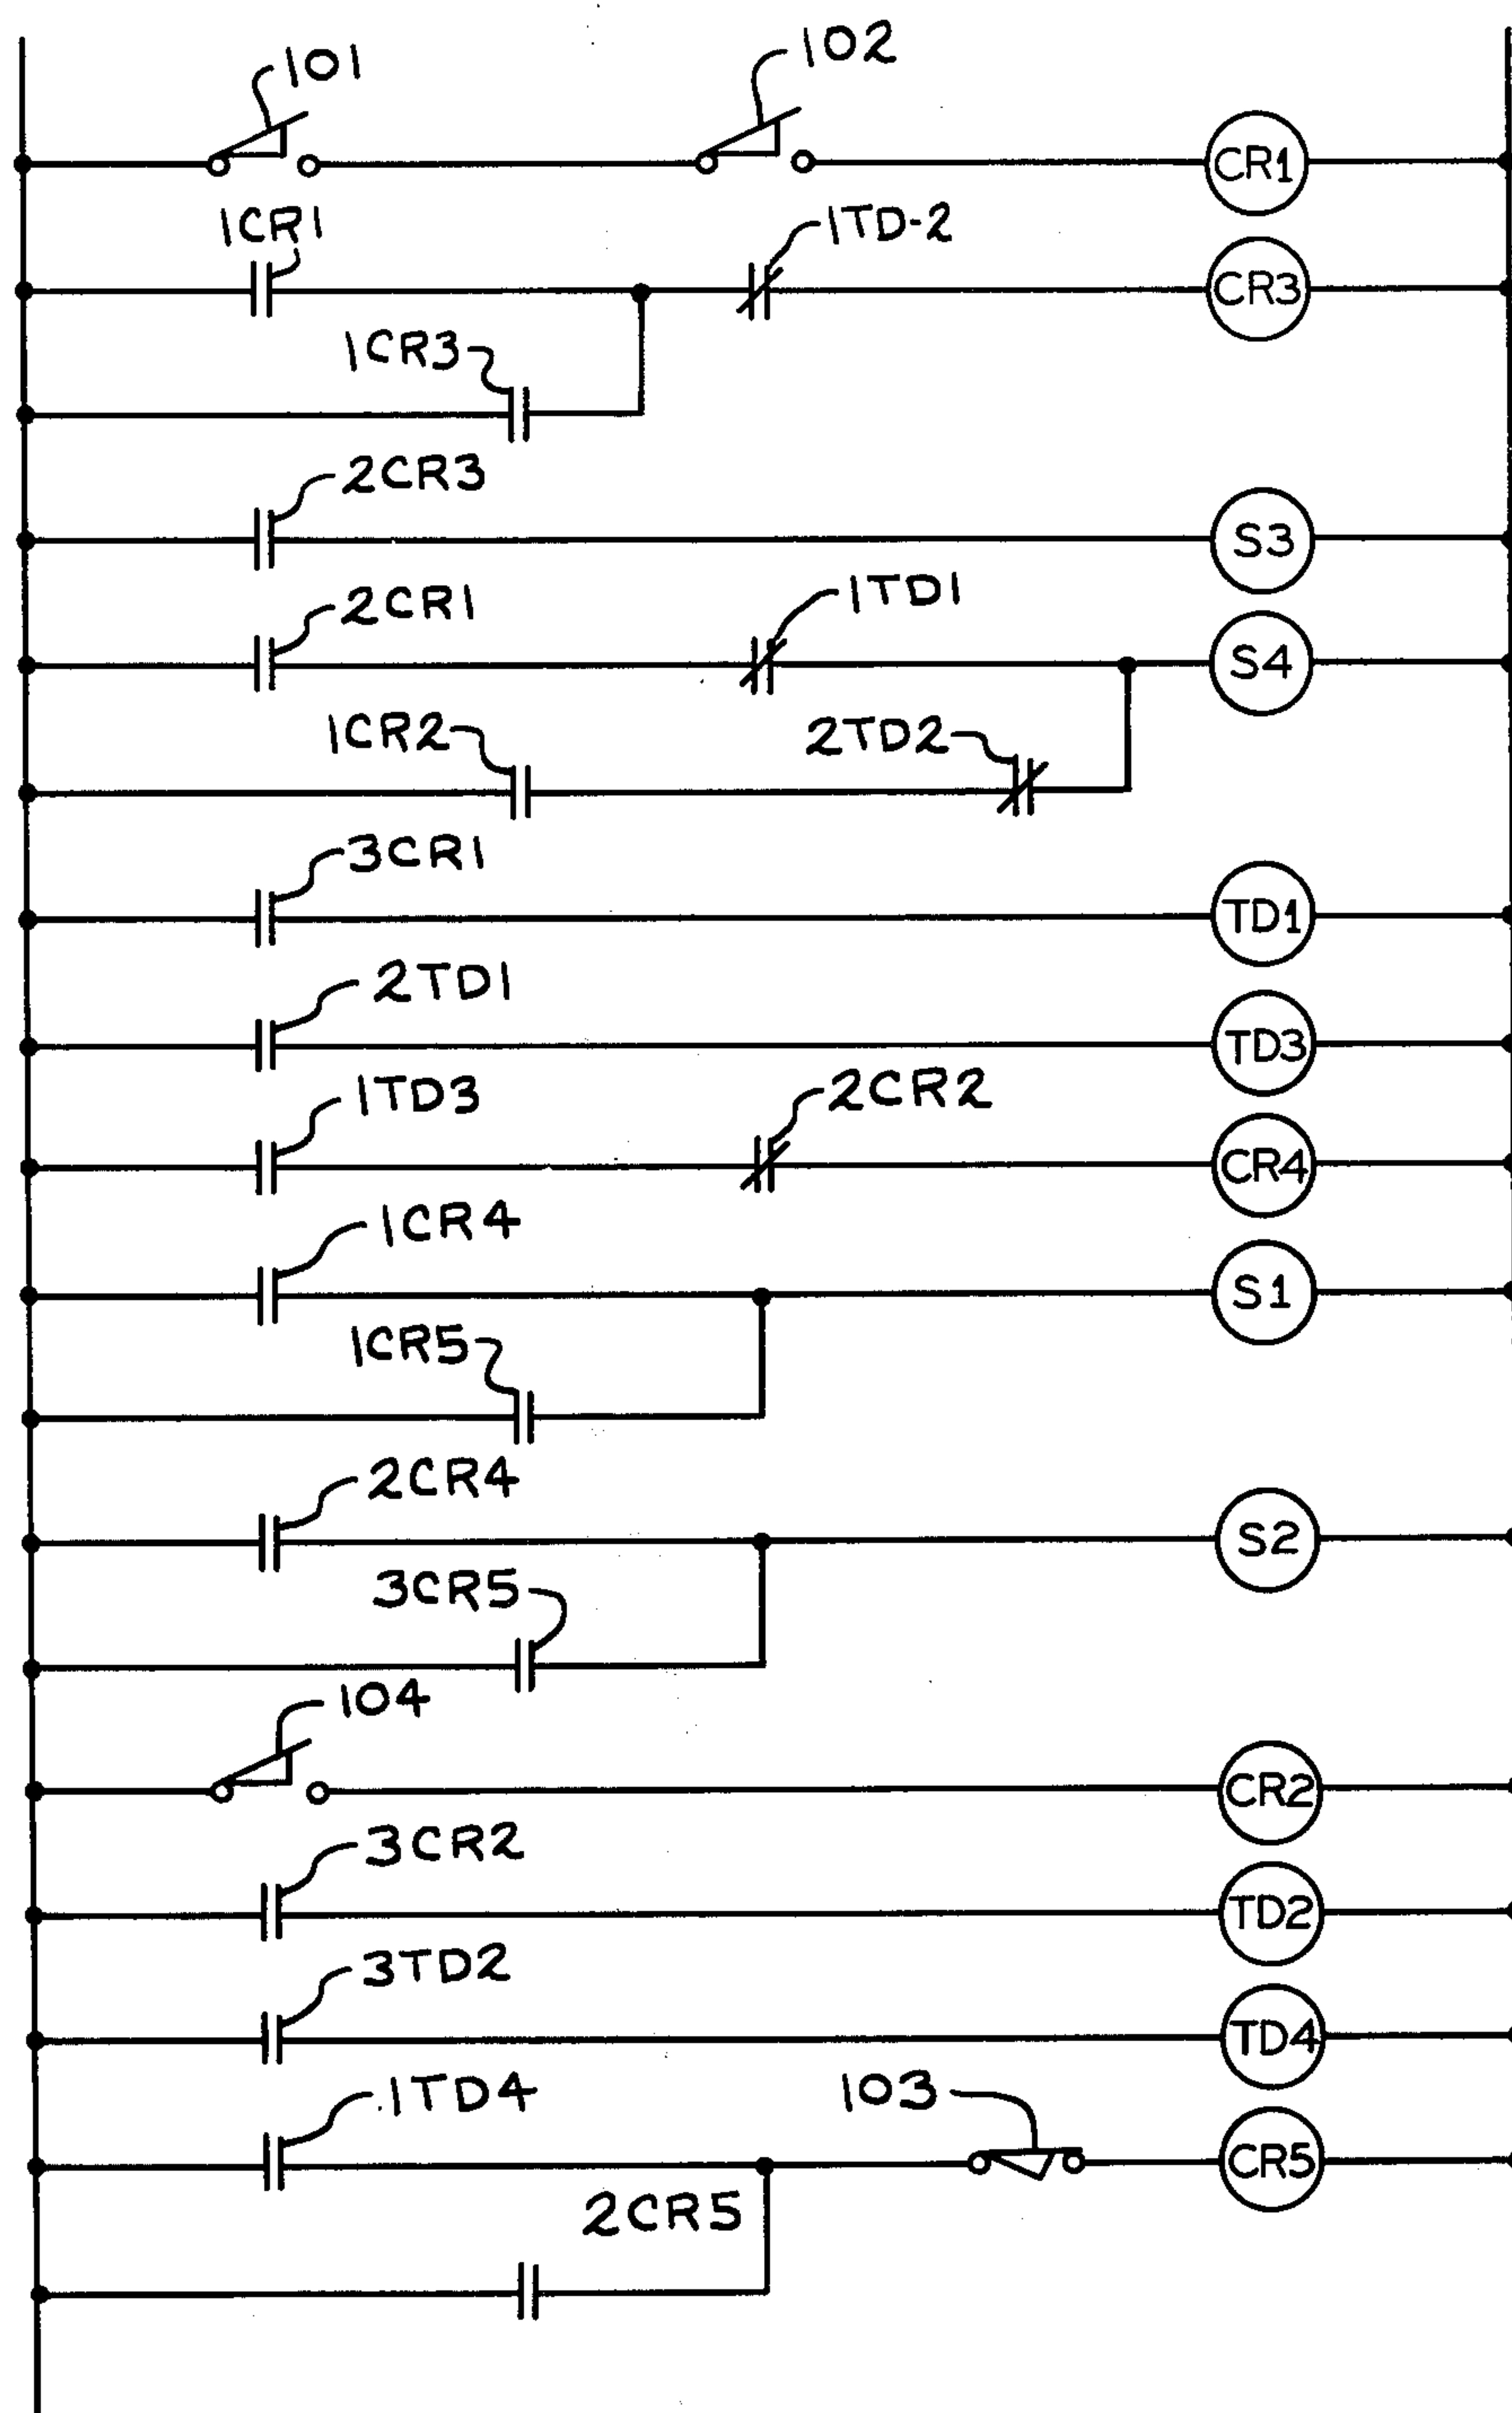 101
102
CR1
1CR1
1TD-2
CR3
1CR3
2CR3
S3
2CR1
1TD1
S4
1CR2
2TD2
3CR1
TD1
2TD1
TD3
1TD3
2CR2
CR4
1CR4
S1
1CR5
2CR4
S2
3CR5
104
CR2
3CR2
TD2
3TD2
TD4
1TD4
103
CR5
2CR5